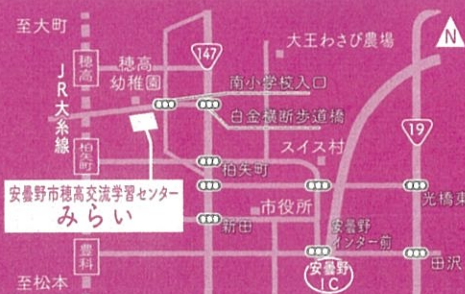 至大町
穂高
JR大糸線
穂高
幼稚園
147
大王わさび農場
N
南小学校入口
白金横断歩道橋
19
柏矢町
柏矢町
スイス村
安曇野市穂高交流学習センター
みらい
市役所
光橋東
新田
安曇野
インター前
豊科
田沢
安曇野
IC
至松本